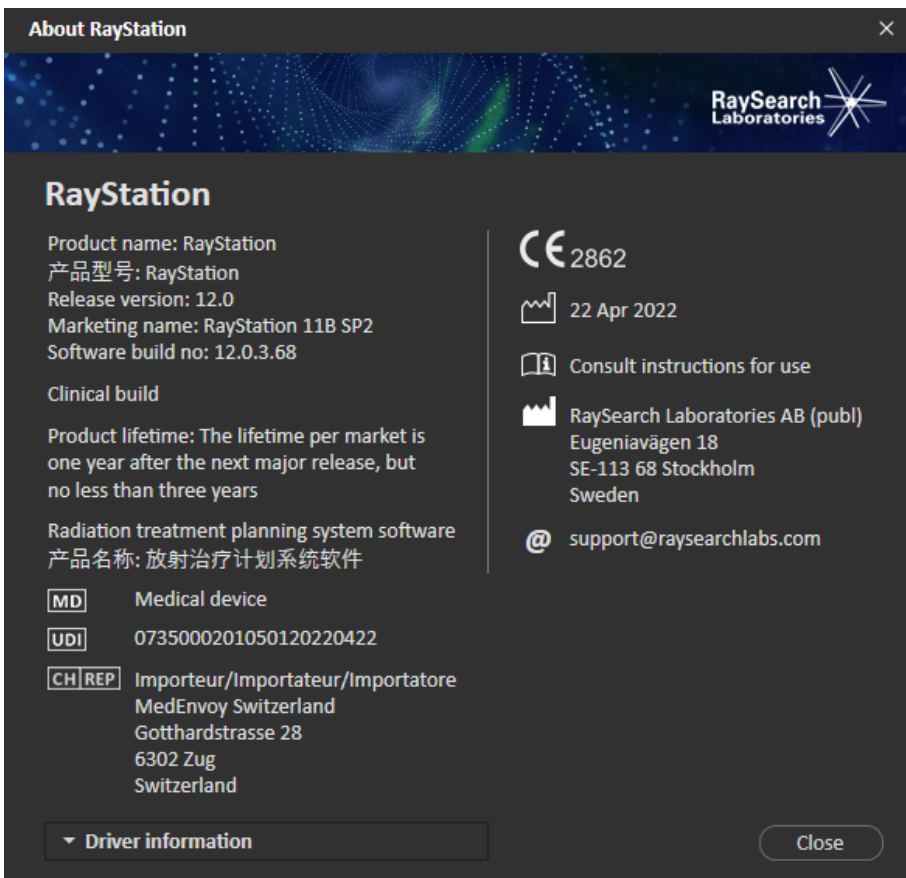 About RayStation
RaySearch
Laboratories
RayStation
Product name: RayStation
产品型号: RayStation
Release version: 12.0
Marketing name: RayStation 11B SP2
Software build no: 12.0.3.68
Clinical build
Product lifetime: The lifetime per market is
one year after the next major release, but
no less than three years
Radiation treatment planning system software
产品名称: 放射治疗计划系统软件
MD Medical device
UDI 0735000201050120220422
CH REP Importeur/Importateur/Importatore
MedEnvoy Switzerland
Gotthardstrasse 28
6302 Zug
Switzerland
CE 2862
22 Apr 2022
Consult instructions for use
RaySearch Laboratories AB (publ)
Eugeniavägen 18
SE-113 68 Stockholm
Sweden
@ support@raysearchlabs.com
Driver information
Close